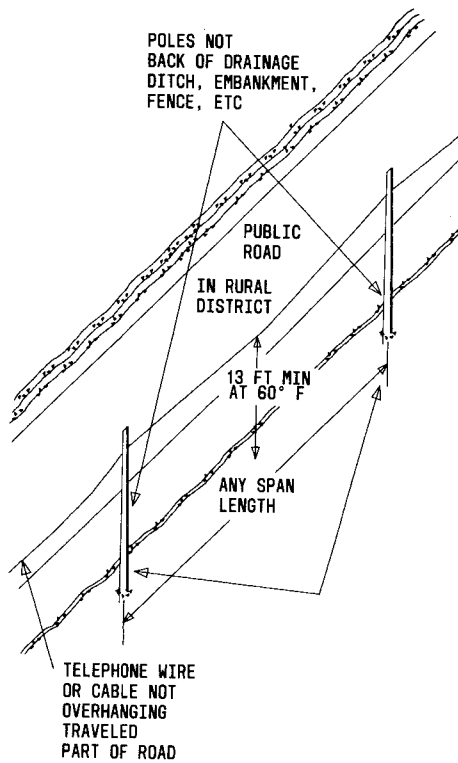 POLES NOT
BACK OF DRAINAGE
DITCH, EMBANKMENT,
FENCE, ETC
PUBLIC
ROAD
IN RURAL
DISTRICT
13 FT MIN
AT 60° F
ANY SPAN
LENGTH
TELEPHONE WIRE
OR CABLE NOT
OVERHANGING
TRAVELED
PART OF ROAD